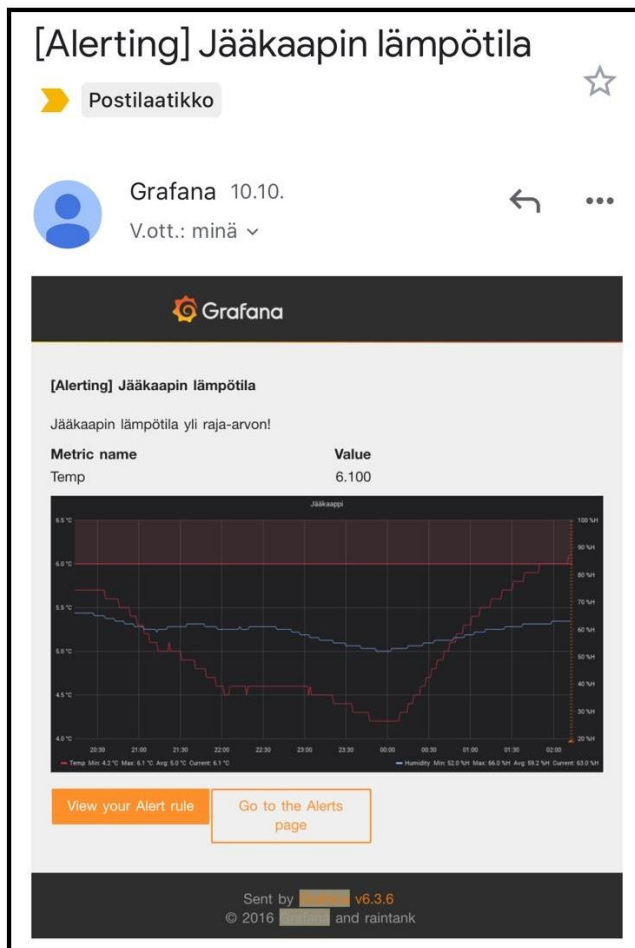 [Alerting] Jääkaapin lämpötila
Postilaatikko
Grafana 10.10.
V.ott.: minä
Grafana
[Alerting] Jääkaapin lämpötila
Jääkaapin lämpötila yli raja-arvon!
Metric name Value
Temp 6.100
Jääkaappi
6.5 °C 100 %H
90 %H
6.0 °C
80 %H
5.5 °C 70 %H
60 %H
5.0 °C
50 %H
4.5 °C 40 %H
30 %H
4.0 °C 20 %H
20:30 21:00 21:30 22:00 22:30 23:00 23:30 00:00 00:30 01:00 01:30 02:00
Temp Min: 4.2 °C Max: 6.1 °C Avg: 5.0 °C Current: 6.1 °C Humidity Min: 52.0 %H Max: 66.0 %H Avg: 59.2 %H Current: 63.0 %H
View your Alert rule Go to the Alerts
page
Sent by Grafana v6.3.6
© 2016 Grafana and raintank